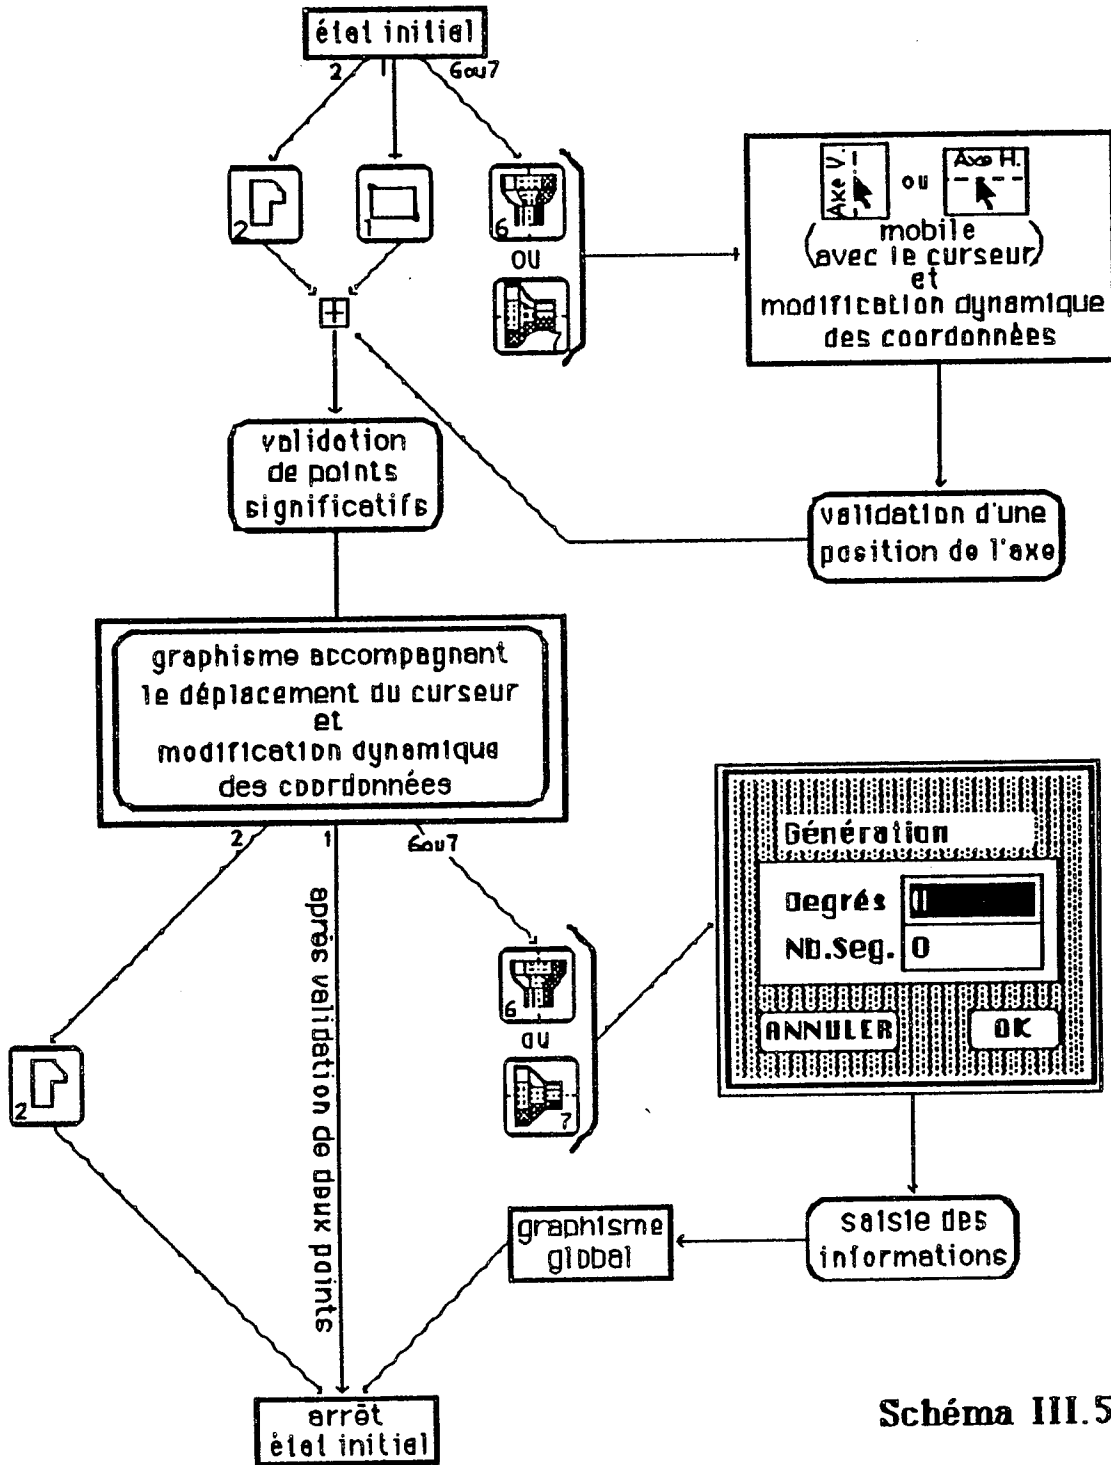 état initial
2
1
6ou7
2
1
6
OU
7
Axe V.
ou
Axe H.
mobile
(avec le curseur)
et
modification dynamique
des coordonnées
validation
de points
significatifs
validation d'une
position de l'axe
graphisme accompagnant
le déplacement du curseur
et
modification dynamique
des coordonnées
2
1
6ou7
après validation de deux points
2
6
ou
7
Génération
Degrés
Nb.Seg. 0
ANNULER
OK
saisie des
informations
graphisme
global
arrêt
état initial
Schéma III.5